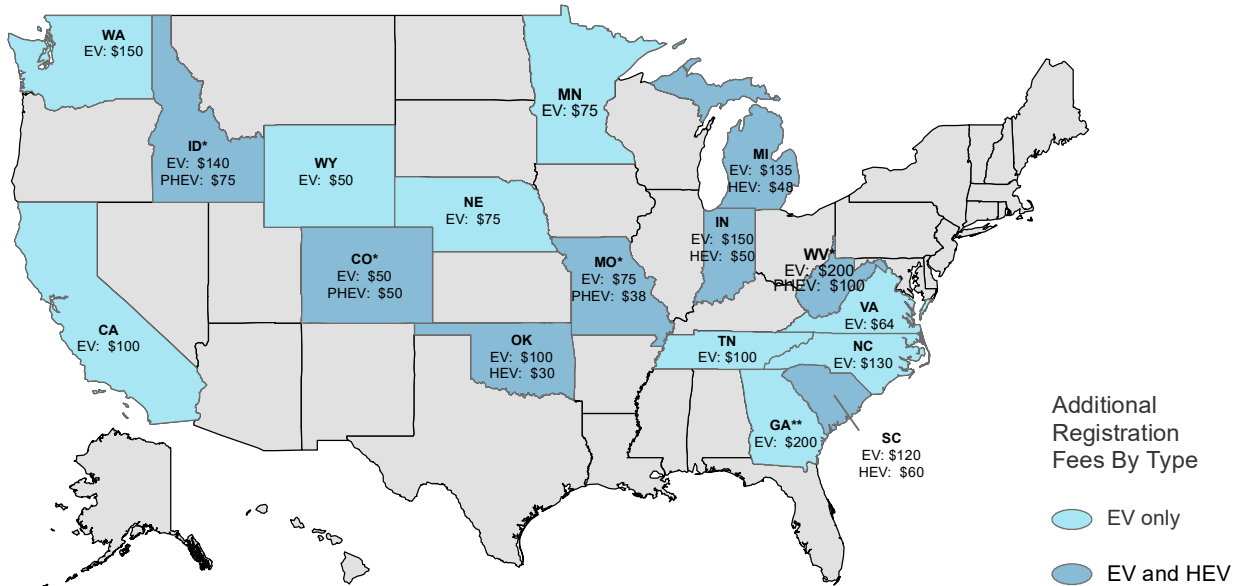 WA
EV: $150
MN
EV: $75
ID*
EV: $140
PHEV: $75
WY
EV: $50
MI
EV: $135
HEV: $48
NE
EV: $75
IN
EV: $150
HEV: $50
CO*
EV: $50
PHEV: $50
MO*
EV: $75
PHEV: $38
WV*
EV: $200
PHEV: $100
VA
EV: $64
CA
EV: $100
OK
EV: $100
HEV: $30
TN
EV: $100
NC
EV: $130
GA**
EV: $200
SC
EV: $120
HEV: $60
Additional
Registration
Fees By Type
EV only
EV and HEV